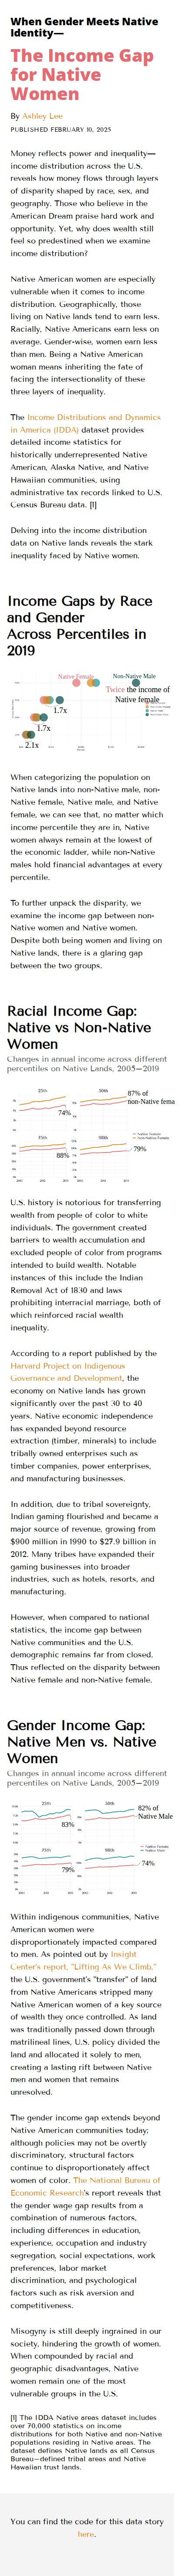 When Gender Meets Native
Identity—
The Income Gap
for Native
Women
By Ashley Lee
PUBLISHED FEBRUARY 10, 2025
Money reflects power and inequality—
income distribution across the U.S.
reveals how money flows through layers
of disparity shaped by race, sex, and
geography. Those who believe in the
American Dream praise hard work and
opportunity. Yet, why does wealth still
feel so predestined when we examine
income distribution?
Native American women are especially
vulnerable when it comes to income
distribution. Geographically, those
living on Native lands tend to earn less.
Racially, Native Americans earn less on
average. Gender-wise, women earn less
than men. Being a Native American
woman means inheriting the fate of
facing the intersectionality of these
three layers of inequality.
The Income Distributions and Dynamics
in America (IDDA) dataset provides
detailed income statistics for
historically underrepresented Native
American, Alaska Native, and Native
Hawaiian communities, using
administrative tax records linked to U.S.
Census Bureau data. [1]
Delving into the income distribution
data on Native lands reveals the stark
inequality faced by Native women.
Income Gaps by Race
and Gender
Across Percentiles in
2019
Native Female
Non-Native Male
Twice the income of
Native female
1.7x
1.7x
2.1x
When categorizing the population on
Native lands into non-Native male, non-
Native female, Native male, and Native
female, we can see that, no matter which
income percentile they are in, Native
women always remain at the lowest of
the economic ladder, while non-Native
males hold financial advantages at every
percentile.
To further unpack the disparity, we
examine the income gap between non-
Native women and Native women.
Despite both being women and living on
Native lands, there is a glaring gap
between the two groups.
Racial Income Gap:
Native vs Non-Native
Women
Changes in annual income across different
percentiles on Native Lands, 2005–2019
25th
50th
87% of
non-Native fema
74%
75th
98th
Native Female
Non-Native Female
88%
79%
U.S. history is notorious for transferring
wealth from people of color to white
individuals. The government created
barriers to wealth accumulation and
excluded people of color from programs
intended to build wealth. Notable
instances of this include the Indian
Removal Act of 1830 and laws
prohibiting interracial marriage, both of
which reinforced racial wealth
inequality.
According to a report published by the
Harvard Project on Indigenous
Governance and Development, the
economy on Native lands has grown
significantly over the past 30 to 40
years. Native economic independence
has expanded beyond resource
extraction (timber, minerals) to include
tribally owned enterprises such as
timber companies, power enterprises,
and manufacturing businesses.
In addition, due to tribal sovereignty,
Indian gaming flourished and became a
major source of revenue, growing from
$900 million in 1990 to $27.9 billion in
2012. Many tribes have expanded their
gaming businesses into broader
industries, such as hotels, resorts, and
manufacturing.
However, when compared to national
statistics, the income gap between
Native communities and the U.S.
demographic remains far from closed.
Thus reflected on the disparity between
Native female and non-Native female.
Gender Income Gap:
Native Men vs. Native
Women
Changes in annual income across different
percentiles on Native Lands, 2005–2019
25th
50th
82% of
Native Male
83%
75th
98th
Native Female
Native Male
79%
74%
Within indigenous communities, Native
American women were
disproportionately impacted compared
to men. As pointed out by Insight
Center's report, "Lifting As We Climb,"
the U.S. government's "transfer" of land
from Native Americans stripped many
Native American women of a key source
of wealth they once controlled. As land
was traditionally passed down through
matrilineal lines, U.S. policy divided the
land and allocated it solely to men,
creating a lasting rift between Native
men and women that remains
unresolved.
The gender income gap extends beyond
Native American communities today;
although policies may not be overtly
discriminatory, structural factors
continue to disproportionately affect
women of color. The National Bureau of
Economic Research's report reveals that
the gender wage gap results from a
combination of numerous factors,
including differences in education,
experience, occupation and industry
segregation, social expectations, work
preferences, labor market
discrimination, and psychological
factors such as risk aversion and
competitiveness.
Misogyny is still deeply ingrained in our
society, hindering the growth of women.
When compounded by racial and
geographic disadvantages, Native
women remain one of the most
vulnerable groups in the U.S.
[1] The IDDA Native areas dataset includes
over 70,000 statistics on income
distributions for both Native and non-Native
populations residing in Native areas. The
dataset defines Native lands as all Census
Bureau-defined tribal areas and Native
Hawaiian trust lands.
You can find the code for this data story
here.